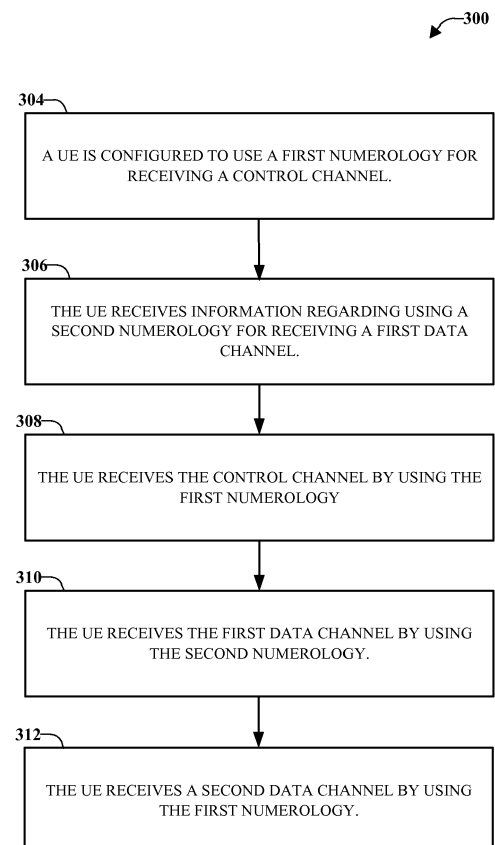 300
304
A UE IS CONFIGURED TO USE A FIRST NUMEROLOGY FOR
RECEIVING A CONTROL CHANNEL.
306
THE UE RECEIVES INFORMATION REGARDING USING A
SECOND NUMEROLOGY FOR RECEIVING A FIRST DATA
CHANNEL.
308
THE UE RECEIVES THE CONTROL CHANNEL BY USING THE
FIRST NUMEROLOGY
310
THE UE RECEIVES THE FIRST DATA CHANNEL BY USING
THE SECOND NUMEROLOGY.
312
THE UE RECEIVES A SECOND DATA CHANNEL BY USING
THE FIRST NUMEROLOGY.